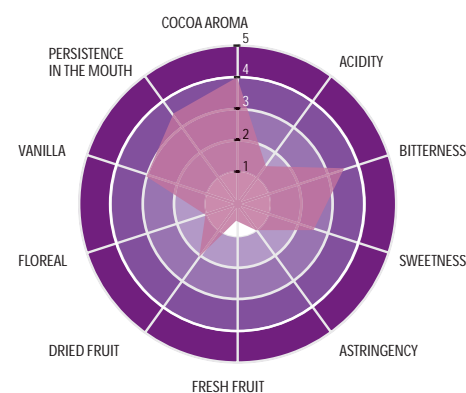 COCOA AROMA
5
4
3
2
1
ACIDITY
BITTERNESS
SWEETNESS
ASTRINGENCY
FRESH FRUIT
DRIED FRUIT
FLOREAL
VANILLA
PERSISTENCE
IN THE MOUTH